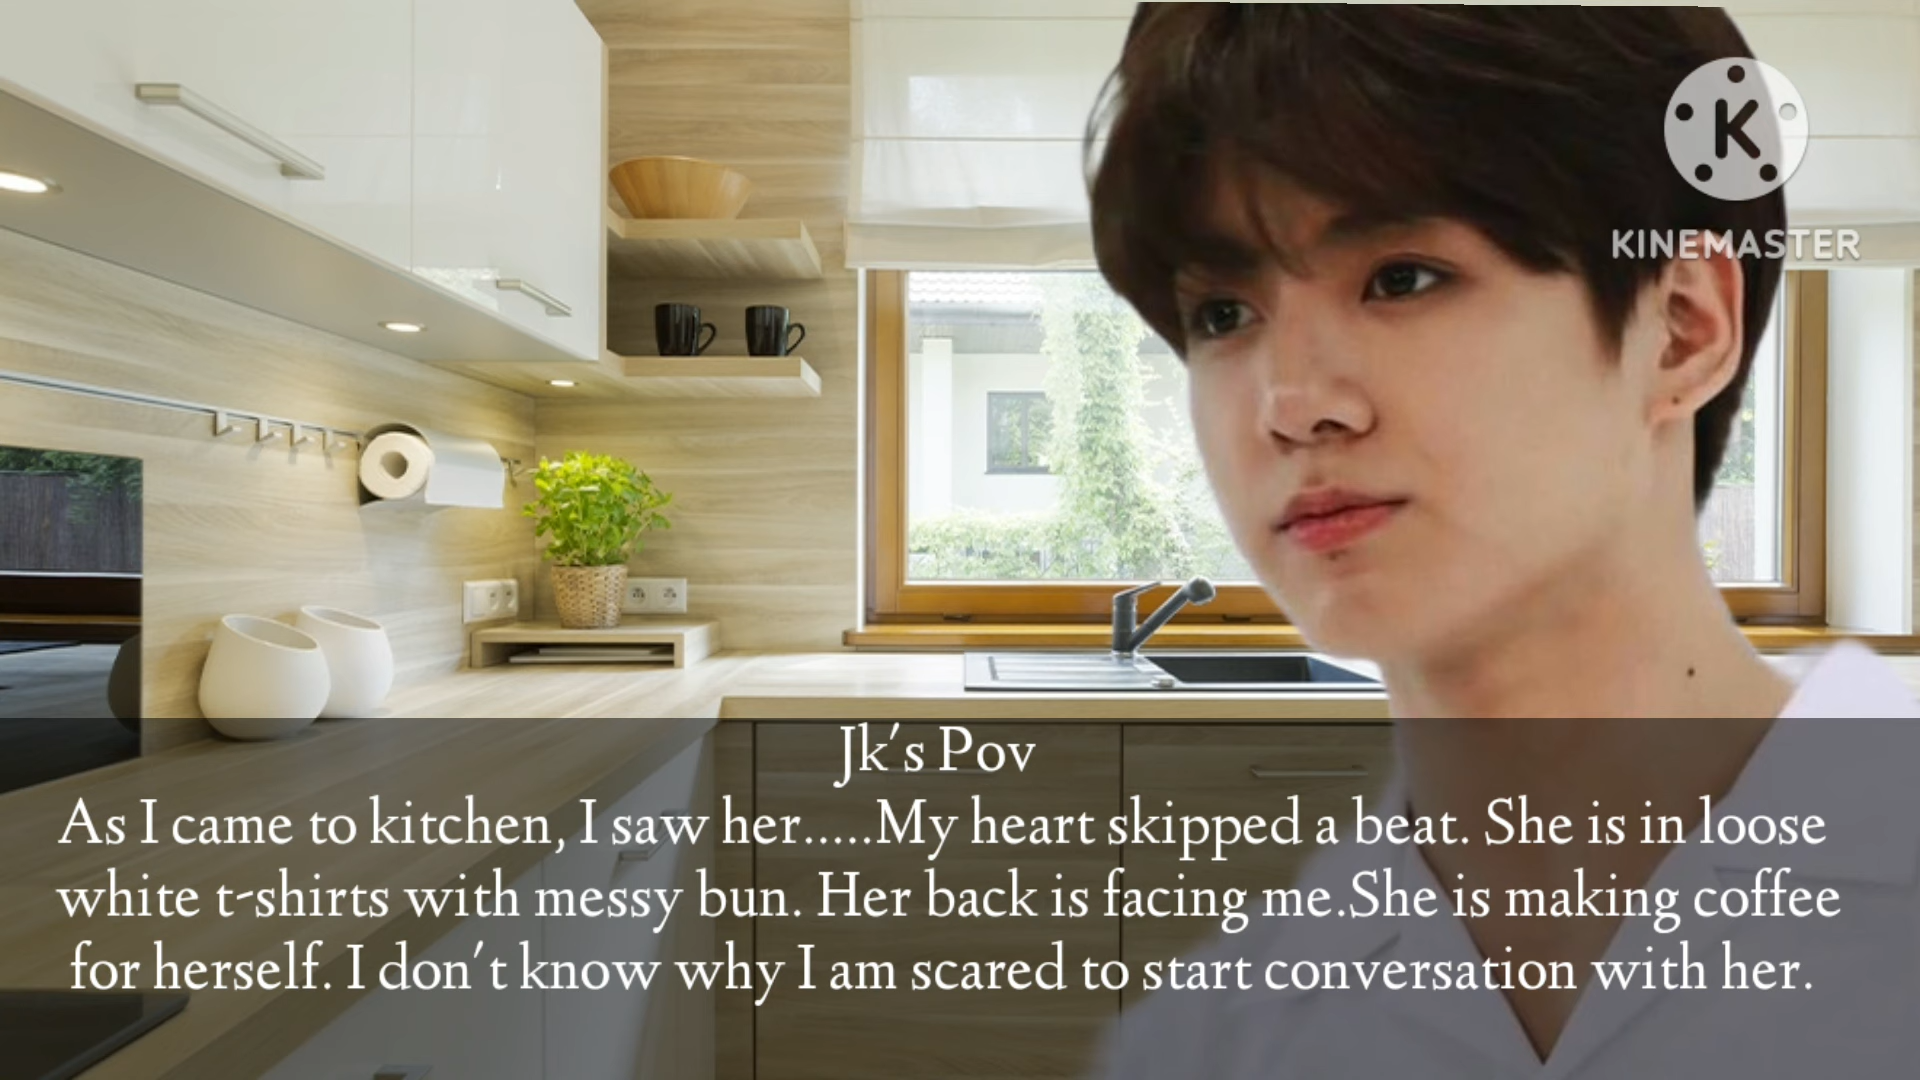 K
KINEMASTER
Jk's Pov
As I came to kitchen, I saw her.....My heart skipped a beat. She is in loose
white t-shirts with messy bun. Her back is facing me.She is making coffee
for herself. I don't know why I am scared to start conversation with her.